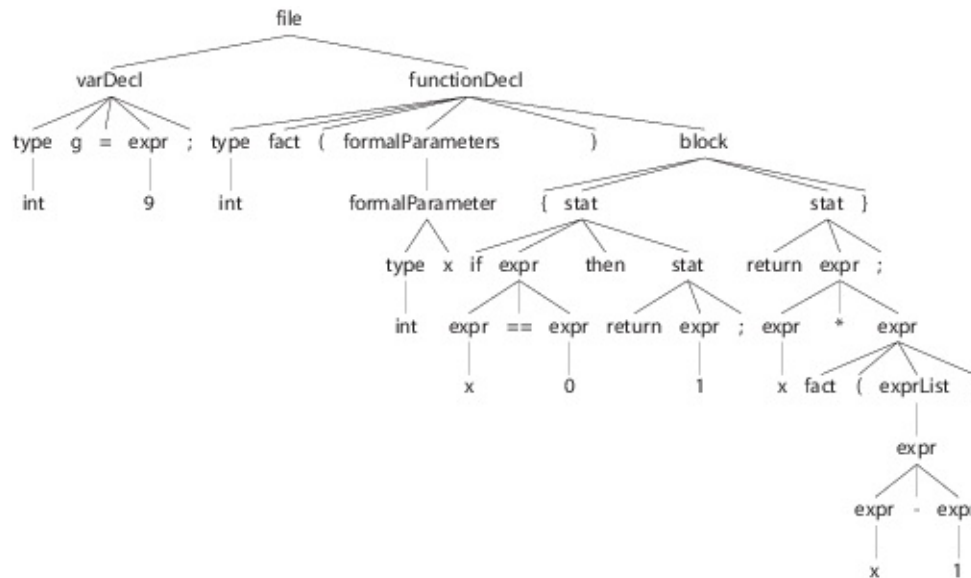 file
varDecl functionDecl
type g = expr ; type fact ( formalParameters ) block
int 9 int formalParameter { stat stat }
type x if expr then stat return expr ;
int expr == expr return expr ; expr * expr
x 0 1 x fact ( exprList
expr
expr - expr
x 1